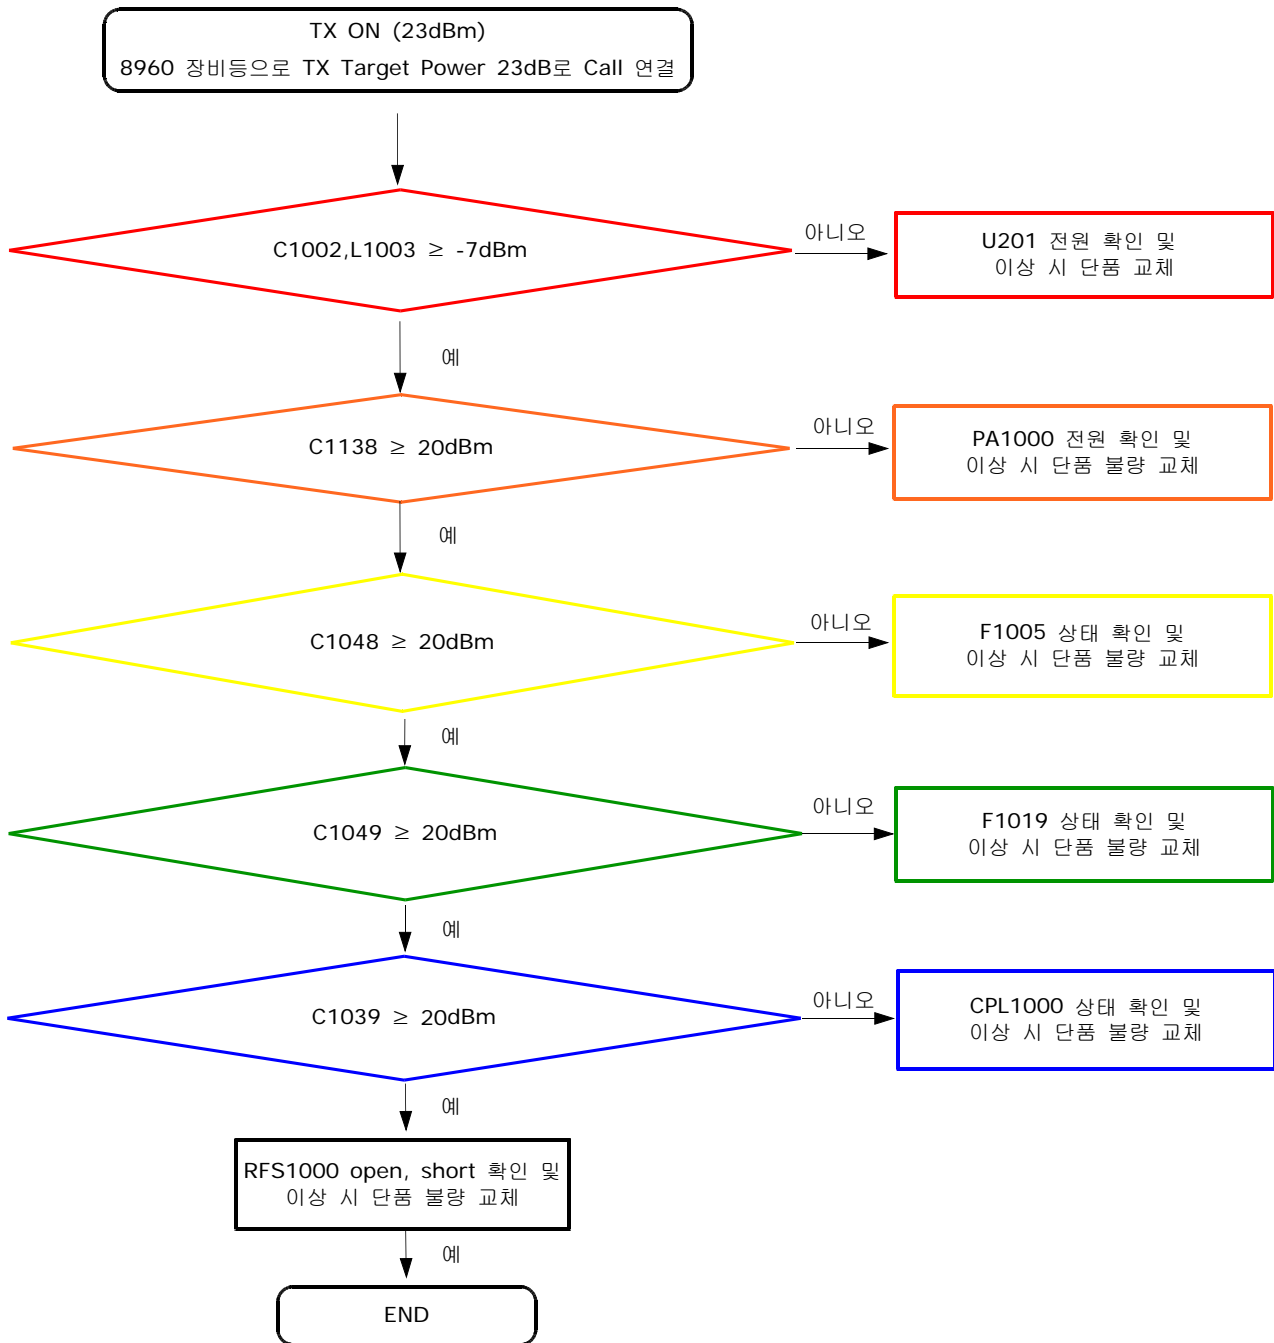 TX ON (23dBm)
8960 장비등으로 TX Target Power 23dB로 Call 연결
C1002,L1003 ≥ -7dBm
아니오
U201 전원 확인 및
이상 시 단품 교체
예
C1138 ≥ 20dBm
아니오
PA1000 전원 확인 및
이상 시 단품 불량 교체
예
C1048 ≥ 20dBm
아니오
F1005 상태 확인 및
이상 시 단품 불량 교체
예
C1049 ≥ 20dBm
아니오
F1019 상태 확인 및
이상 시 단품 불량 교체
예
C1039 ≥ 20dBm
아니오
CPL1000 상태 확인 및
이상 시 단품 불량 교체
예
RFS1000 open, short 확인 및
이상 시 단품 불량 교체
예
END